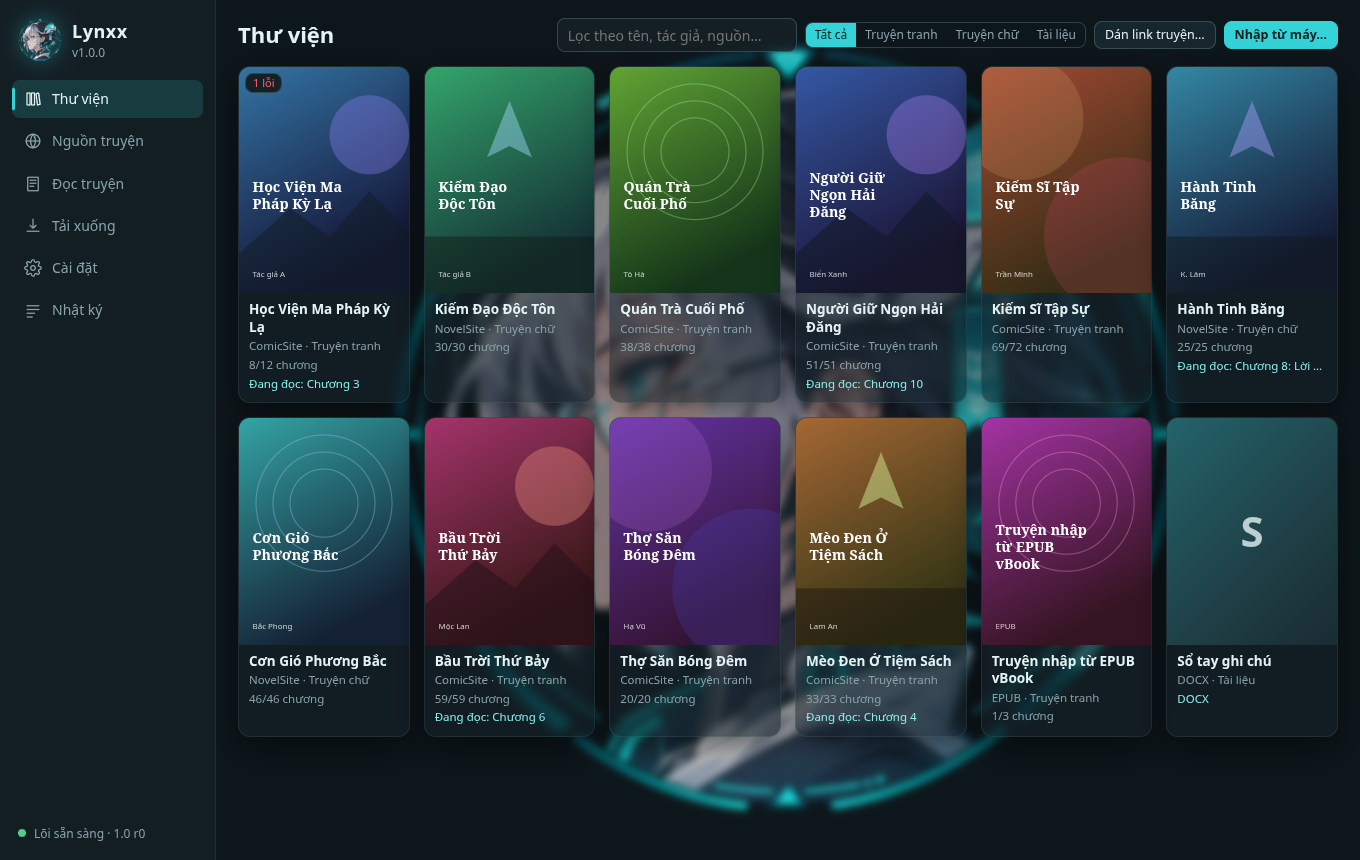 Lynxx
v1.0.0
Thư viện
Nguồn truyện
Đọc truyện
Tải xuống
Cài đặt
Nhật ký
Lõi sẵn sàng · 1.0 r0
Thư viện
Lọc theo tên, tác giả, nguồn...
Tất cả
Truyện tranh
Truyện chữ
Tài liệu
Dán link truyện...
Nhập từ máy...
1 lỗi
Học Viện Ma
Pháp Kỳ Lạ
Tác giả A
Học Viện Ma Pháp Kỳ
Lạ
ComicSite · Truyện tranh
8/12 chương
Đang đọc: Chương 3
Kiếm Đạo
Độc Tôn
Tác giả B
Kiếm Đạo Độc Tôn
NovelSite · Truyện chữ
30/30 chương
Quán Trà
Cuối Phố
Tô Hà
Quán Trà Cuối Phố
ComicSite · Truyện tranh
38/38 chương
Người Giữ
Ngọn Hải
Đăng
Biển Xanh
Người Giữ Ngọn Hải
Đăng
ComicSite · Truyện tranh
51/51 chương
Đang đọc: Chương 10
Kiếm Sĩ Tập
Sự
Trần Minh
Kiếm Sĩ Tập Sự
ComicSite · Truyện tranh
69/72 chương
Hành Tinh
Băng
K. Lâm
Hành Tinh Băng
NovelSite · Truyện chữ
25/25 chương
Đang đọc: Chương 8: Lời ...
Cơn Gió
Phương Bắc
Bắc Phong
Cơn Gió Phương Bắc
NovelSite · Truyện chữ
46/46 chương
Bầu Trời
Thứ Bảy
Mộc Lan
Bầu Trời Thứ Bảy
ComicSite · Truyện tranh
59/59 chương
Đang đọc: Chương 6
Thợ Săn
Bóng Đêm
Hạ Vũ
Thợ Săn Bóng Đêm
ComicSite · Truyện tranh
20/20 chương
Mèo Đen Ở
Tiệm Sách
Lam An
Mèo Đen Ở Tiệm Sách
ComicSite · Truyện tranh
33/33 chương
Đang đọc: Chương 4
Truyện nhập
từ EPUB
vBook
EPUB
Truyện nhập từ EPUB
vBook
EPUB · Truyện tranh
1/3 chương
S
Sổ tay ghi chú
DOCX · Tài liệu
DOCX